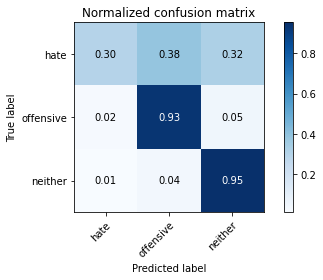 Normalized confusion matrix
True label
hate
0.30 0.38 0.32
offensive
0.02 0.93 0.05
neither
0.01 0.04 0.95
hate
offensive
neither
Predicted label
0.8
0.6
0.4
0.2